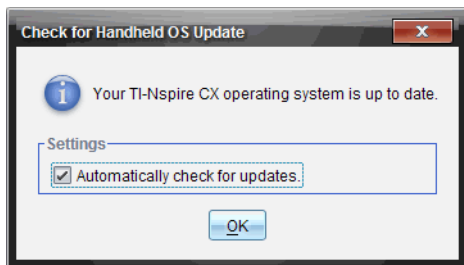 Check for Handheld OS Update
Your TI-Nspire CX operating system is up to date.
Settings
Automatically check for updates.
OK